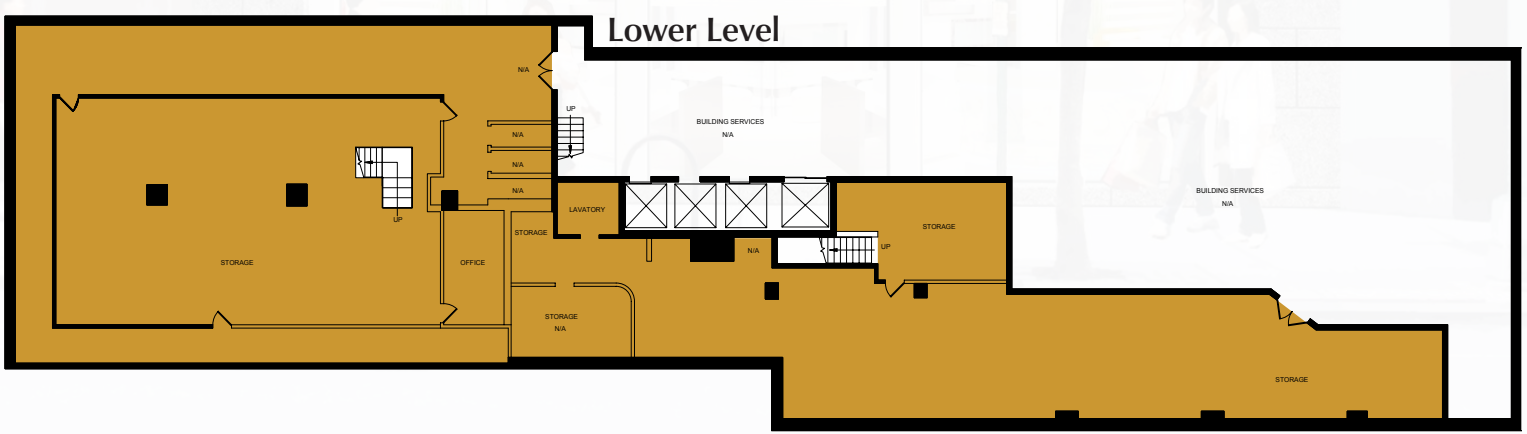 Lower Level
N/A
UP
BUILDING SERVICES
N/A
N/A
N/A
N/A
BUILDING SERVICES
N/A
LAVATORY
UP
STORAGE
STORAGE
UP
N/A
STORAGE
OFFICE
STORAGE
N/A
STORAGE